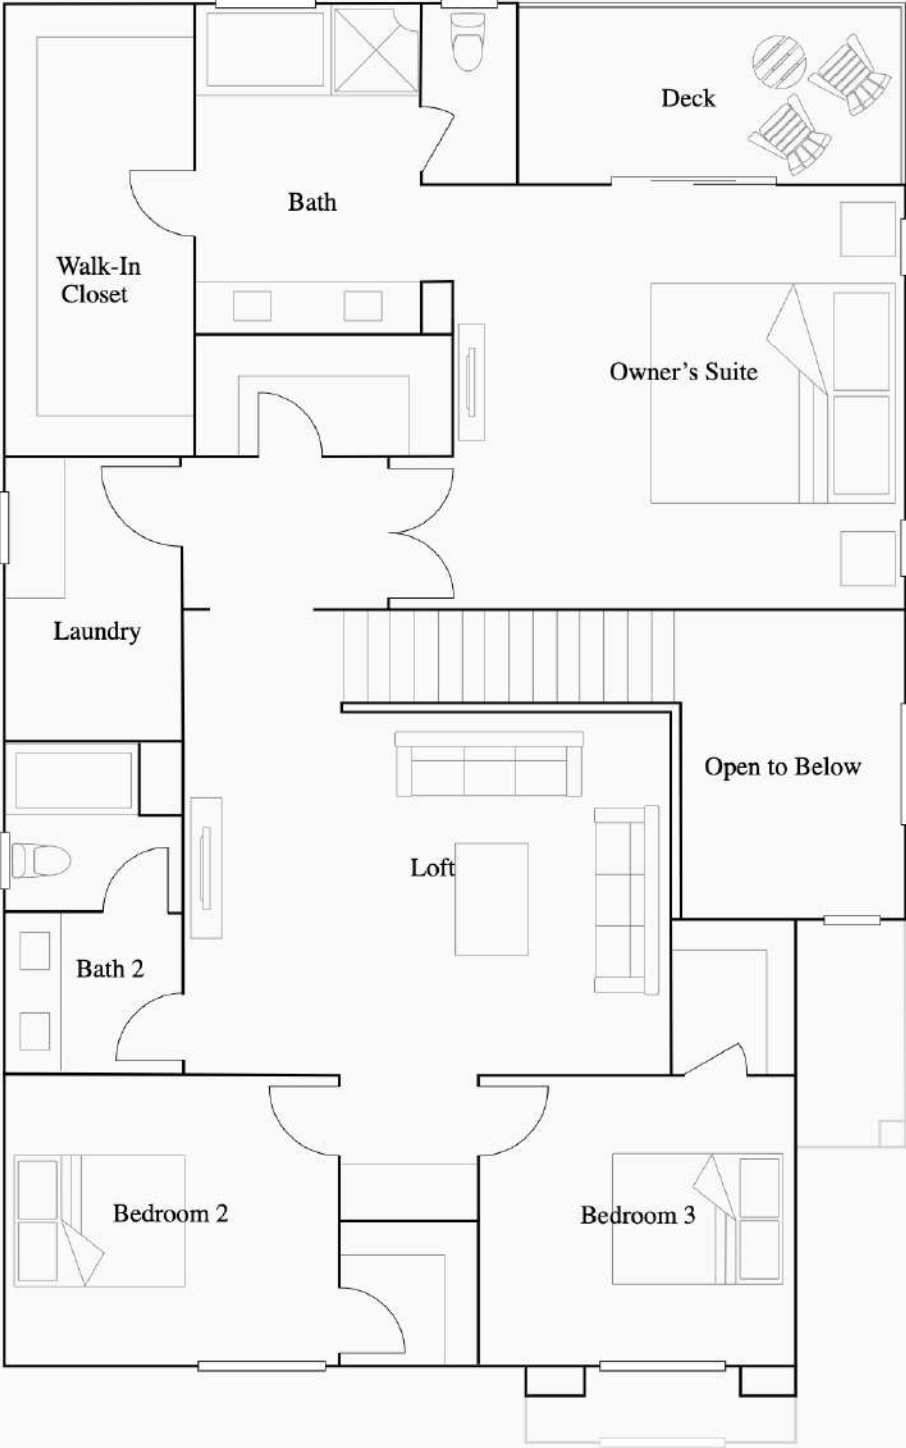 Deck
Bath
Walk-In
Closet
Owner's Suite
Laundry
Open to Below
Loft
Bath 2
Bedroom 2
Bedroom 3